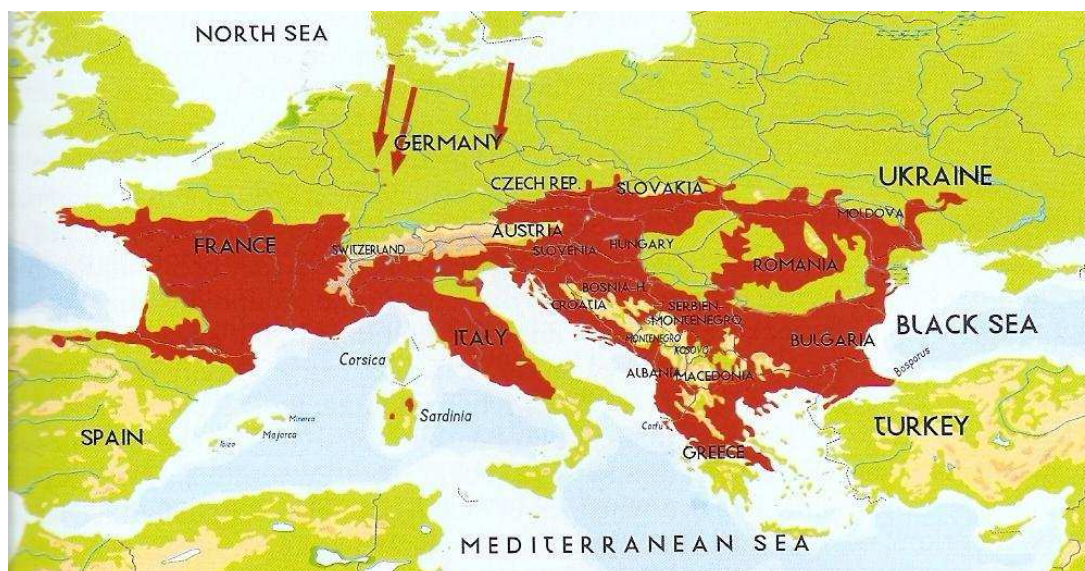 NORTH SEA
GERMANY
UKRAINE
CZECH REP.
SLOVAKIA
MOLDOVA
AUSTRIA
FRANCE
SWITZERLAND
SLOVENIA
HUNGARY
ROMANIA
BOSNIA H.
CROATIA
SERBIEN-
MONTENEGRO
BLACK SEA
ITALY
MONTENEGRO
BULGARIA
KOSOVO
Corsica
Bosporus
ALBANIA
MACEDONIA
Sardinia
Minorca
Majorca
Ibiza
SPAIN
Corfu
TURKEY
GREECE
MEDITERRANEAN SEA